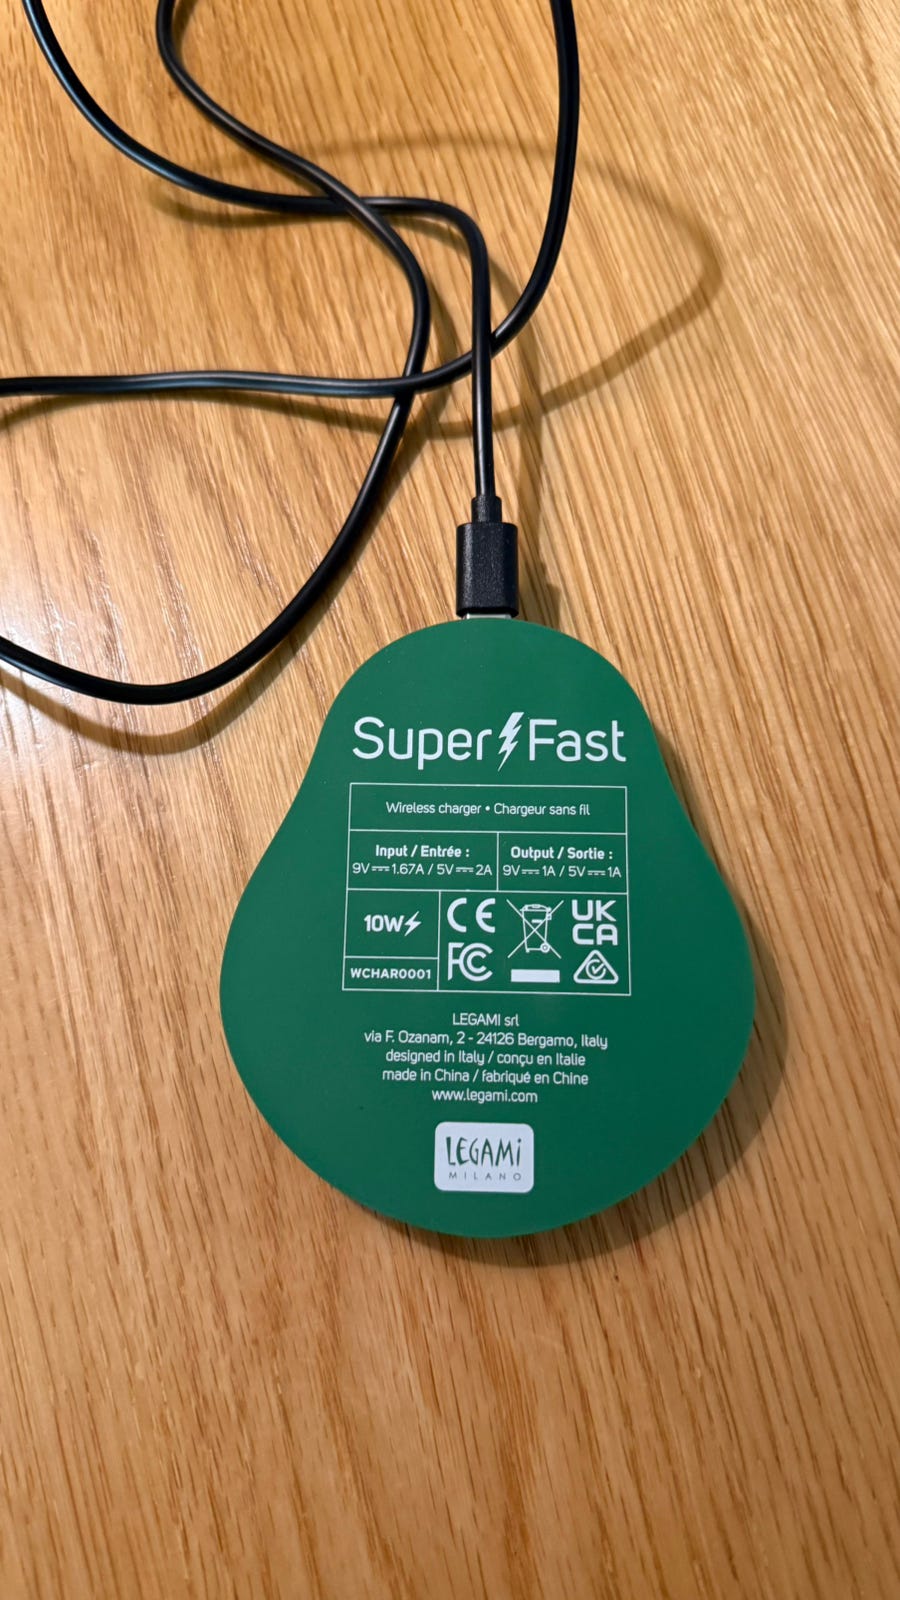 Super⚡Fast
Wireless charger • Chargeur sans fil
Input / Entrée :
9V⎓1.67A / 5V⎓2A
Output / Sortie :
9V⎓1A / 5V⎓1A
10W⚡
WCHAR0001
CE
FC
UK
CA
LEGAMI srl
via F. Ozanam, 2 - 24126 Bergamo, Italy
designed in Italy / conçu en Italie
made in China / fabriqué en Chine
www.legami.com
LEGAMi
MILANO